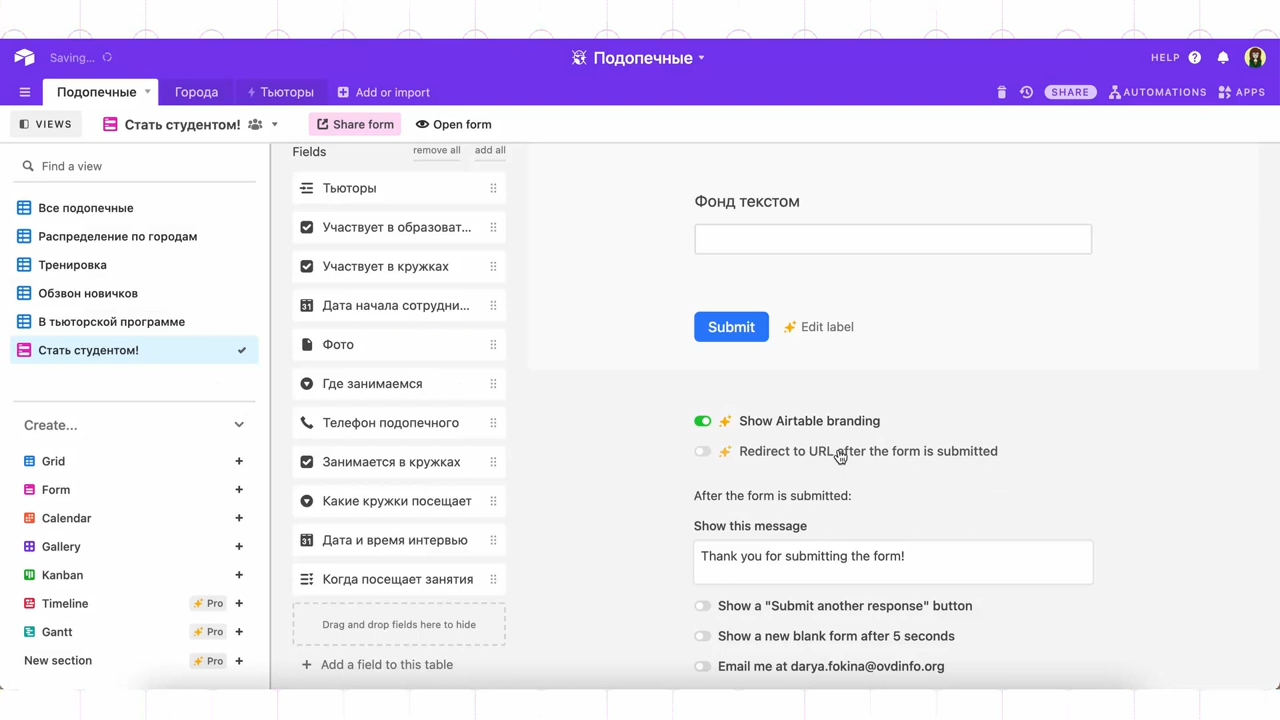 Saving...
Подопечные
HELP
Подопечные
Города
Тьюторы
Add or import
SHARE
AUTOMATIONS
APPS
VIEWS
Стать студентом!
Share form
Open form
Find a view
Все подопечные
Распределение по городам
Тренировка
Обзвон новичков
В тьюторской программе
Стать студентом!
Create...
Grid
Form
Calendar
Gallery
Kanban
Timeline
Pro
Gantt
Pro
New section
Pro
Fields
remove all
add all
Тьюторы
Участвует в образоват...
Участвует в кружках
31
Дата начала сотрудни...
Фото
Где занимаемся
Телефон подопечного
Занимается в кружках
Какие кружки посещает
31
Дата и время интервью
Когда посещает занятия
Drag and drop fields here to hide
Add a field to this table
Фонд текстом
Submit
Edit label
Show Airtable branding
Redirect to URL after the form is submitted
After the form is submitted:
Show this message
Thank you for submitting the form!
Show a "Submit another response" button
Show a new blank form after 5 seconds
Email me at darya.fokina@ovdinfo.org